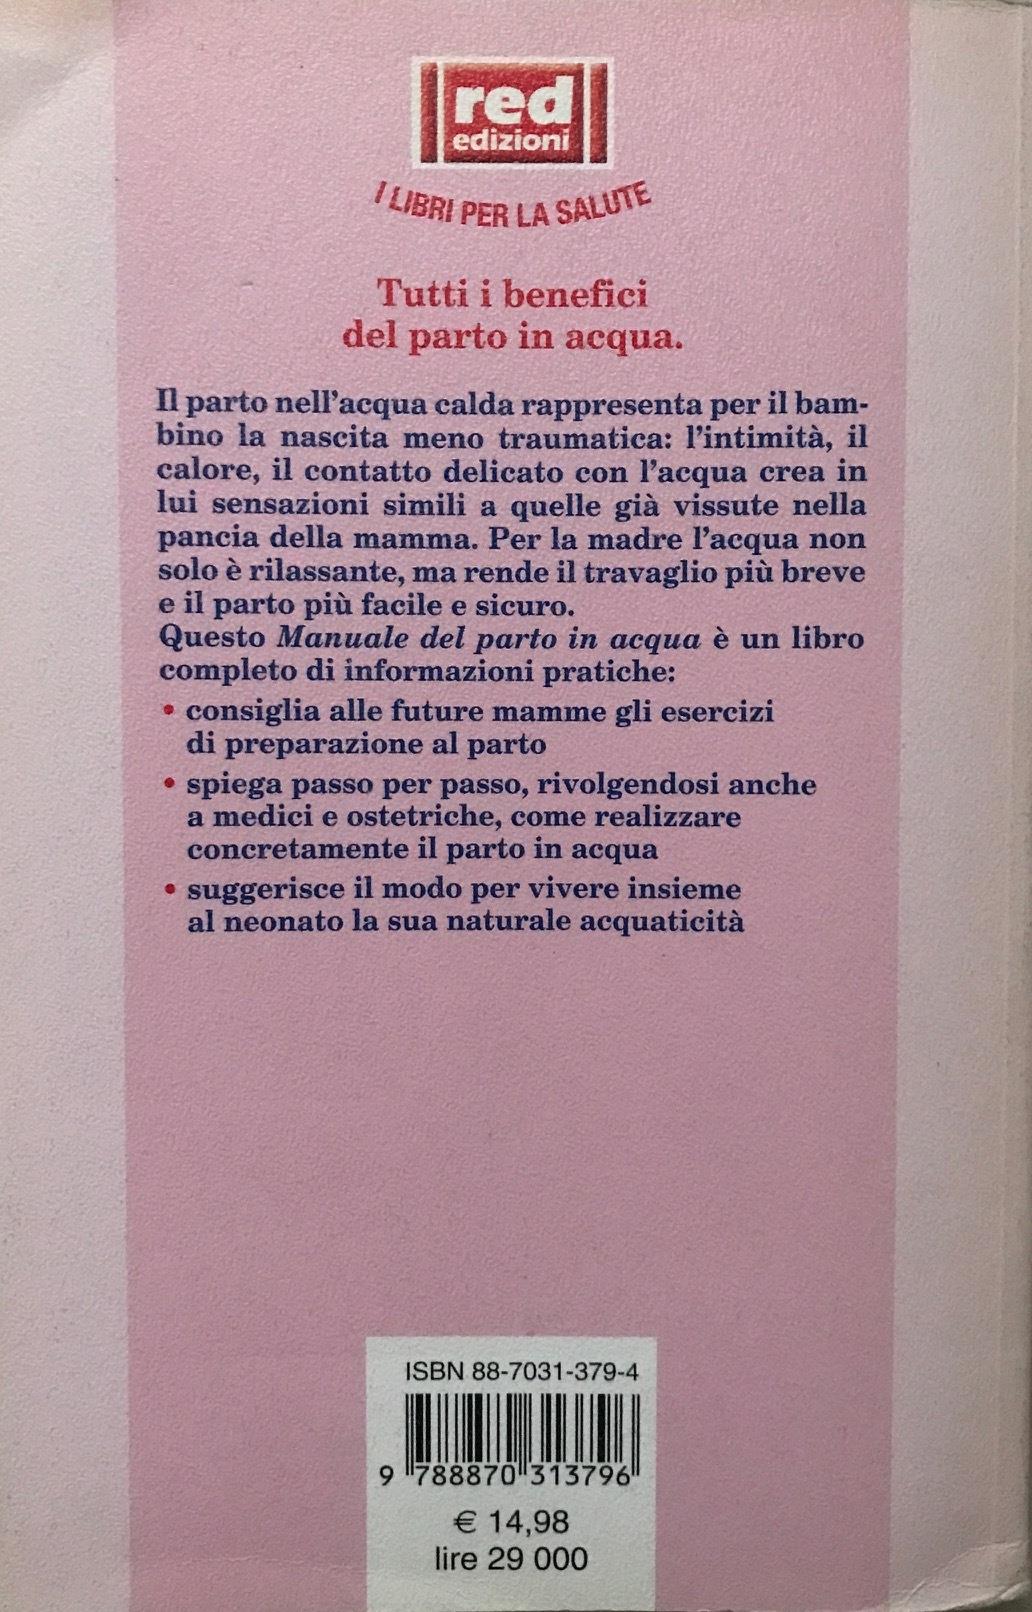 red
edizioni
I LIBRI PER LA SALUTE
Tutti i benefici
del parto in acqua.
Il parto nell'acqua calda rappresenta per il bam-
bino la nascita meno traumatica: l'intimità, il
calore, il contatto delicato con l'acqua crea in
lui sensazioni simili a quelle già vissute nella
pancia della mamma. Per la madre l'acqua non
solo è rilassante, ma rende il travaglio più breve
e il parto più facile e sicuro.
Questo Manuale del parto in acqua è un libro
completo di informazioni pratiche:
• consiglia alle future mamme gli esercizi
di preparazione al parto
• spiega passo per passo, rivolgendosi anche
a medici e ostetriche, come realizzare
concretamente il parto in acqua
• suggerisce il modo per vivere insieme
al neonato la sua naturale acquaticità
ISBN 88-7031-379-4
9 788870 313796
€ 14,98
lire 29 000